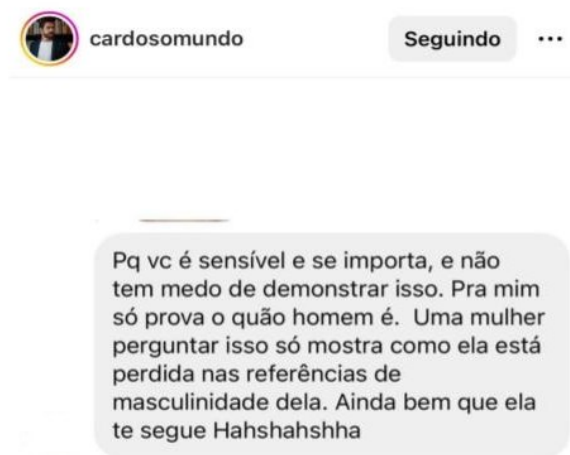 cardosomundo
Seguindo
Pq vc é sensível e se importa, e não
tem medo de demonstrar isso. Pra mim
só prova o quão homem é.  Uma mulher
perguntar isso só mostra como ela está
perdida nas referências de
masculinidade dela. Ainda bem que ela
te segue Hahshahshha